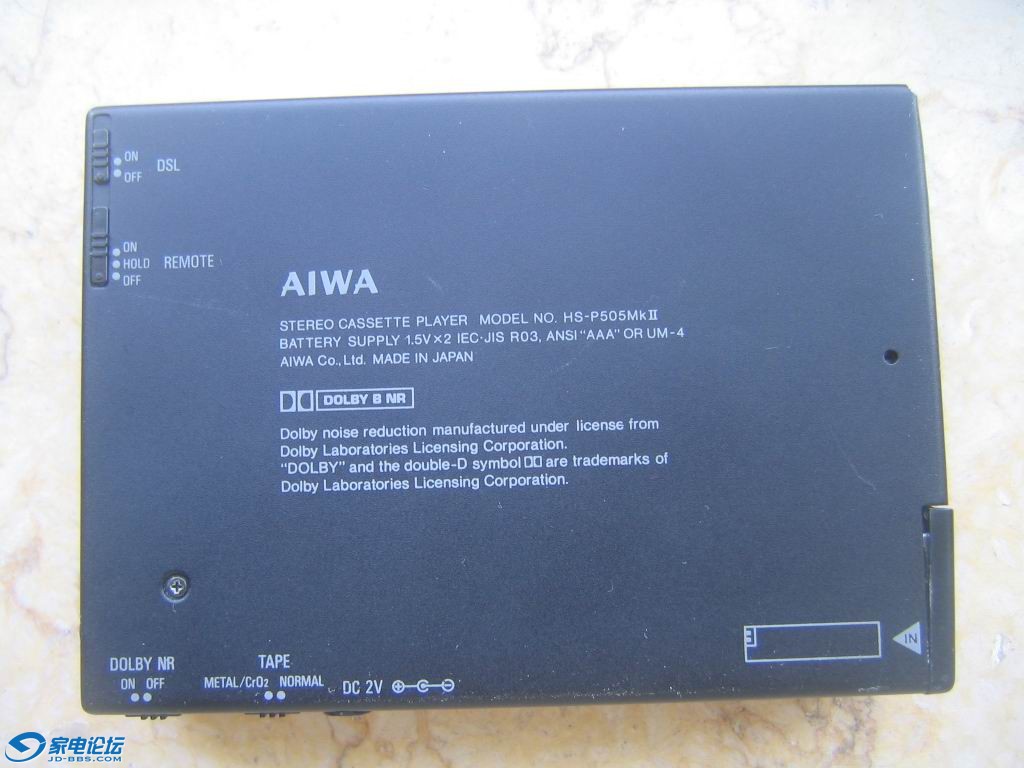 ON
OFF
DSL
ON
HOLD
OFF
REMOTE
AIWA
STEREO CASSETTE PLAYER MODEL NO. HS-P505MkII
BATTERY SUPPLY 1.5V×2 IEC·JIS R03, ANSI "AAA" OR UM-4
AIWA Co., Ltd. MADE IN JAPAN
DOLBY B NR
Dolby noise reduction manufactured under license from
Dolby Laboratories Licensing Corporation.
"DOLBY" and the double-D symbol are trademarks of
Dolby Laboratories Licensing Corporation.
IN
DOLBY NR
ON OFF
TAPE
METAL/CrO₂ NORMAL
DC 2V
家电论坛
JD-BBS.COM